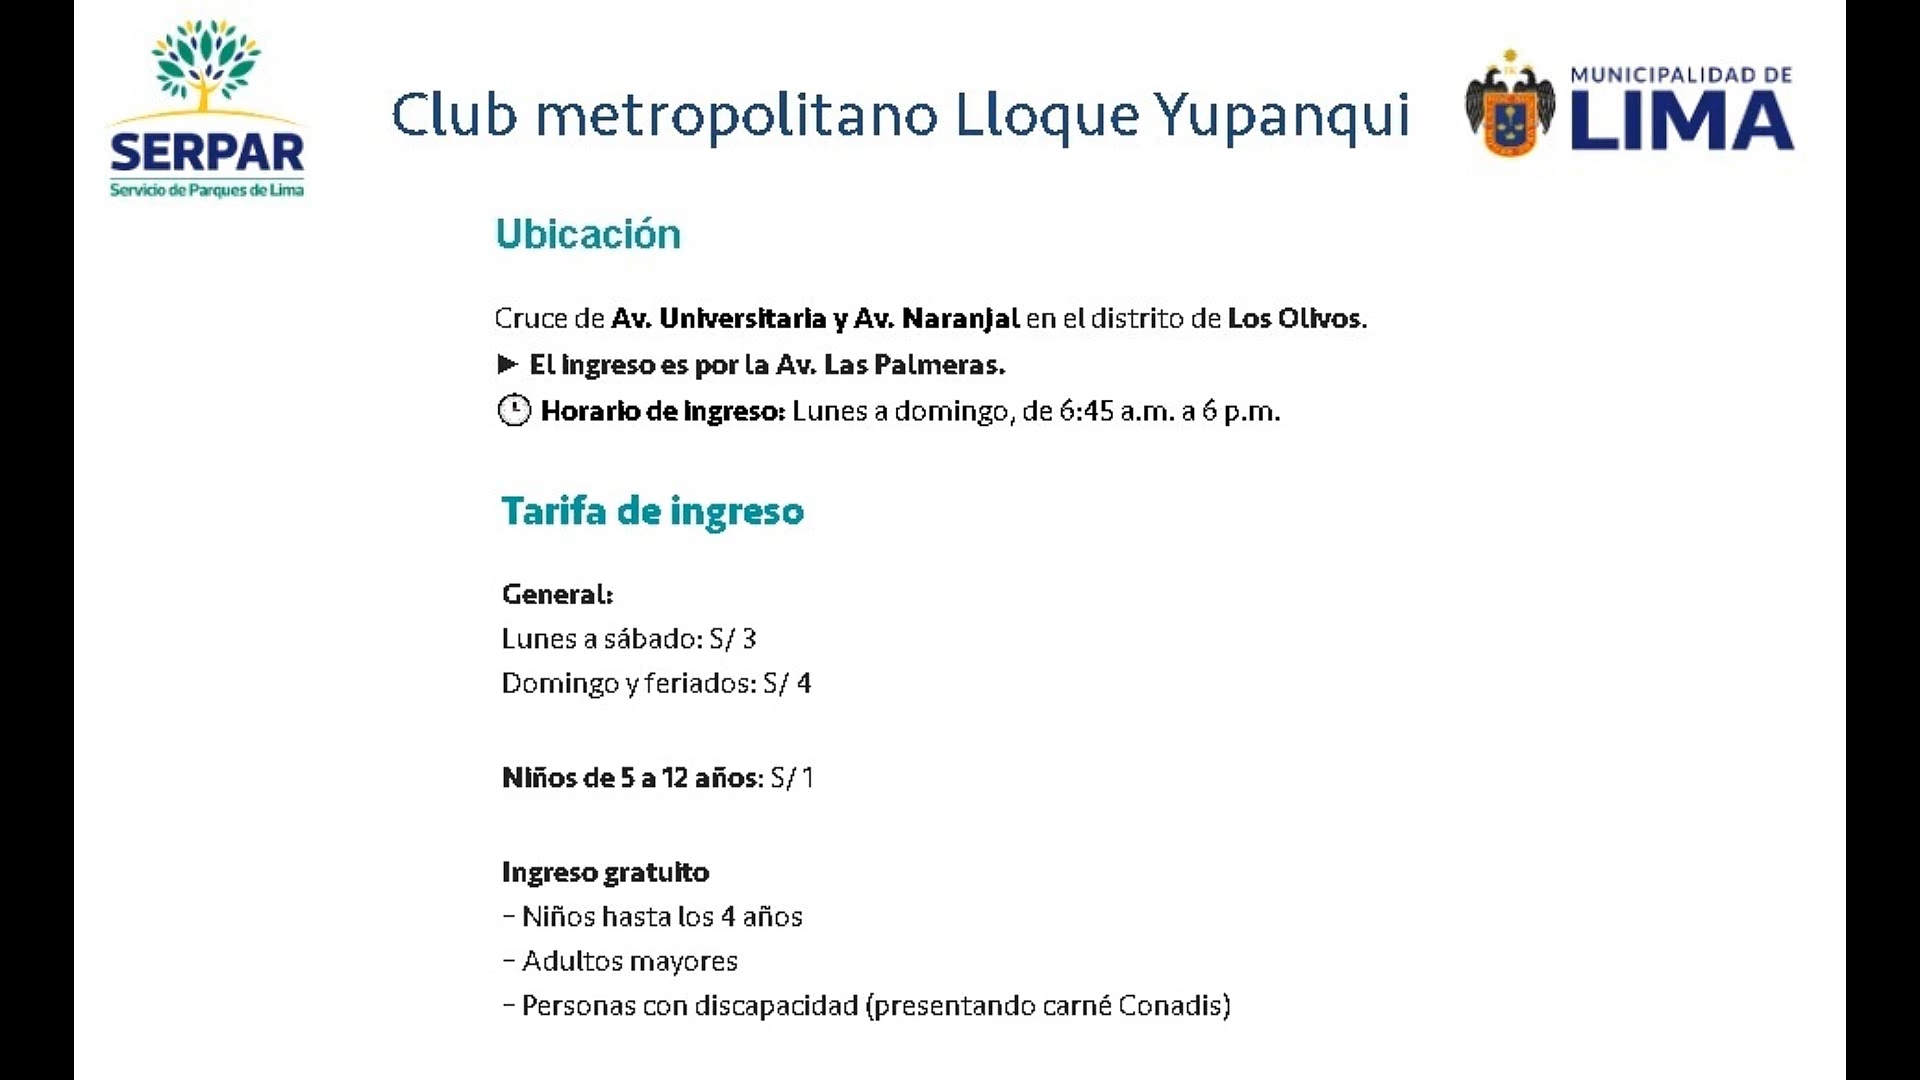 SERPAR
Servicio de Parques de Lima
Club metropolitano Lloque Yupanqui
MUNICIPALIDAD DE
LIMA
Ubicación
Cruce de Av. Universitaria y Av. Naranjal en el distrito de Los Olivos.
► El ingreso es por la Av. Las Palmeras.
🕒 Horario de ingreso: Lunes a domingo, de 6:45 a.m. a 6 p.m.
Tarifa de ingreso
General:
Lunes a sábado: S/ 3
Domingo y feriados: S/ 4
Niños de 5 a 12 años: S/ 1
Ingreso gratuito
– Niños hasta los 4 años
– Adultos mayores
– Personas con discapacidad (presentando carné Conadis)